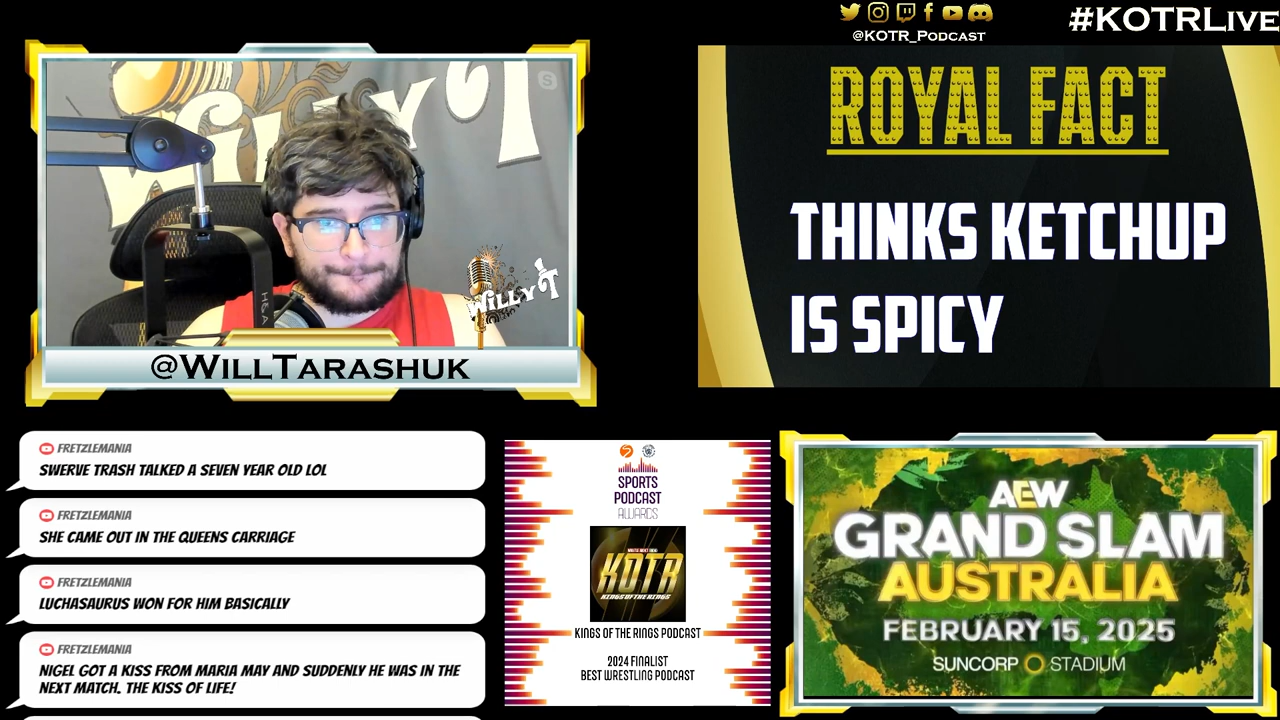 @KOTR_Podcast
#KOTRLive
Willy T
Willy T
@WillTarashuk
ROYAL FACT
THINKS KETCHUP
IS SPICY
FRETZLEMANIA
SWERVE TRASH TALKED A SEVEN YEAR OLD LOL
FRETZLEMANIA
SHE CAME OUT IN THE QUEENS CARRIAGE
FRETZLEMANIA
LUCHASAURUS WON FOR HIM BASICALLY
FRETZLEMANIA
NIGEL GOT A KISS FROM MARIA MAY AND SUDDENLY HE WAS IN THE
NEXT MATCH. THE KISS OF LIFE!
SPORTS
PODCAST
AWARDS
KOTR
KINGS OF THE RINGS
KINGS OF THE RINGS PODCAST
2024 FINALIST
BEST WRESTLING PODCAST
AEW
GRAND SLAM
AUSTRALIA
FEBRUARY 15, 2025
SUNCORP STADIUM